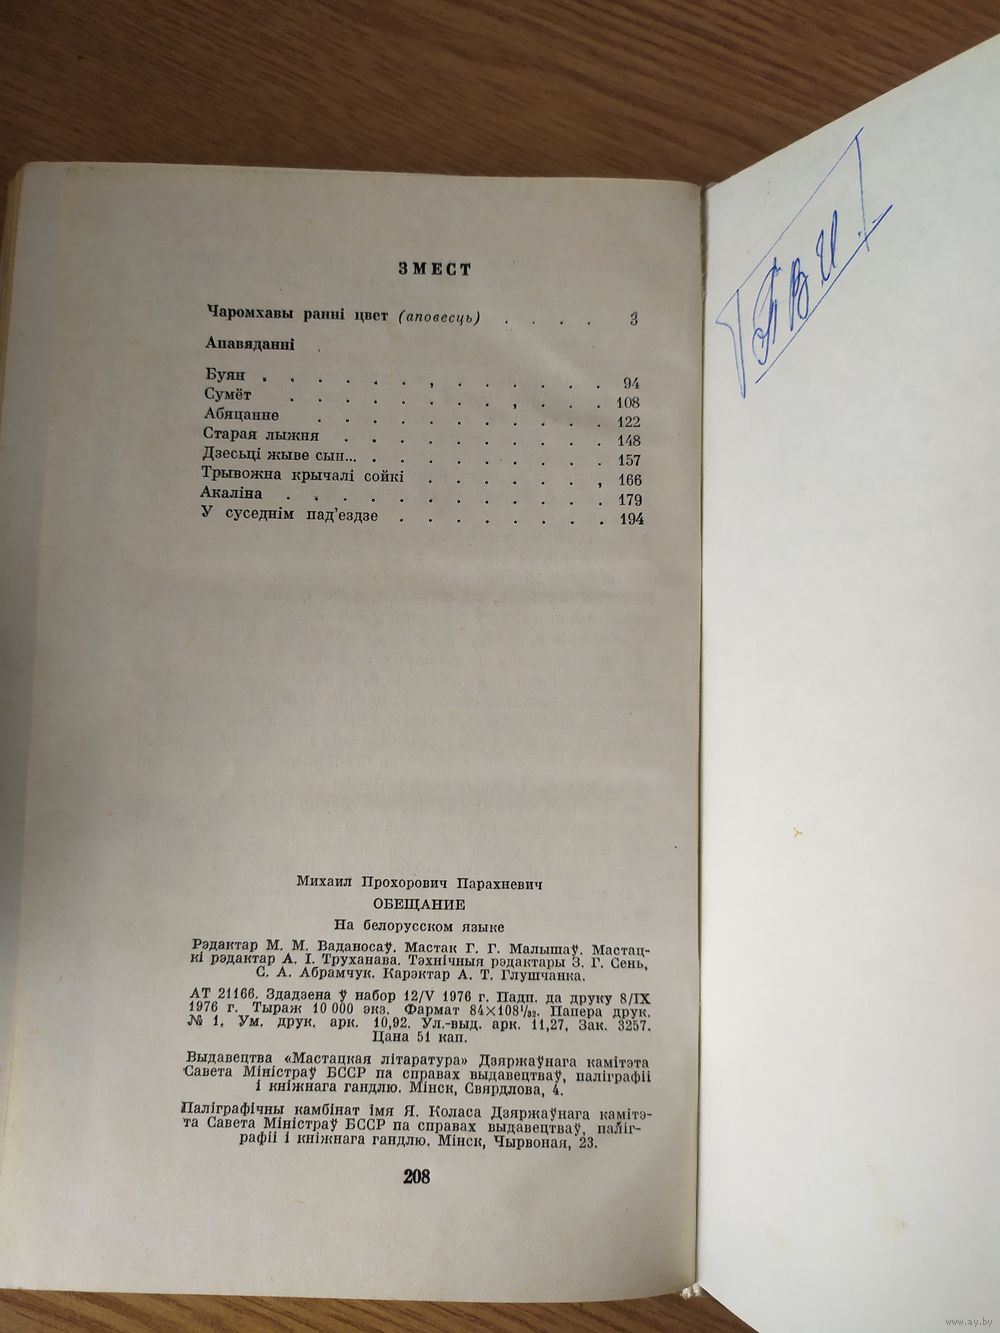 ЗМЕСТ
Чаромхавы ранні цвет (аповесць) . . . . 3
Апавяданні
Буян . . . . . . . . . . . . . . 94
Сумёт . . . . . . . . . . . . 108
Абяцанне . . . . . . . . . . . 122
Старая лыжня . . . . . . . . . . 148
Дзесьці жыве сын... . . . . . . . . . 157
Трывожна крычалі сойкі . . . . . . . 166
Акаліна . . . . . . . . . . . . 179
У суседнім пад'ездзе . . . . . . . . 194
Михаил Прохорович Парахневич
ОБЕЩАНИЕ
На белорусском языке
Рэдактар М. М. Ваданосаў. Мастак Г. Г. Малышаў. Мастац-
кі рэдактар А. І. Труханава. Тэхнічныя рэдактары З. Г. Сень,
С. А. Абрамчук. Карэктар А. Т. Глушчанка.
АТ 21166. Здадзена ў набор 12/V 1976 г. Падп. да друку 8/IX
1976 г. Тыраж 10 000 экз. Фармат 84×108¹/₃₂. Папера друк.
№ 1. Ум. друк. арк. 10,92. Ул.-выд. арк. 11,27. Зак. 3257.
Цана 51 кап.
Выдавецтва «Мастацкая літаратура» Дзяржаўнага камітэта
Савета Міністраў БССР па справах выдавецтваў, паліграфіі
і кніжнага гандлю. Мінск, Свярдлова, 4.
Паліграфічны камбінат імя Я. Коласа Дзяржаўнага камітэ-
та Савета Міністраў БССР па справах выдавецтваў, паліг-
рафіі і кніжнага гандлю. Мінск, Чырвоная, 23.
208
ПВИ
www.ay.by